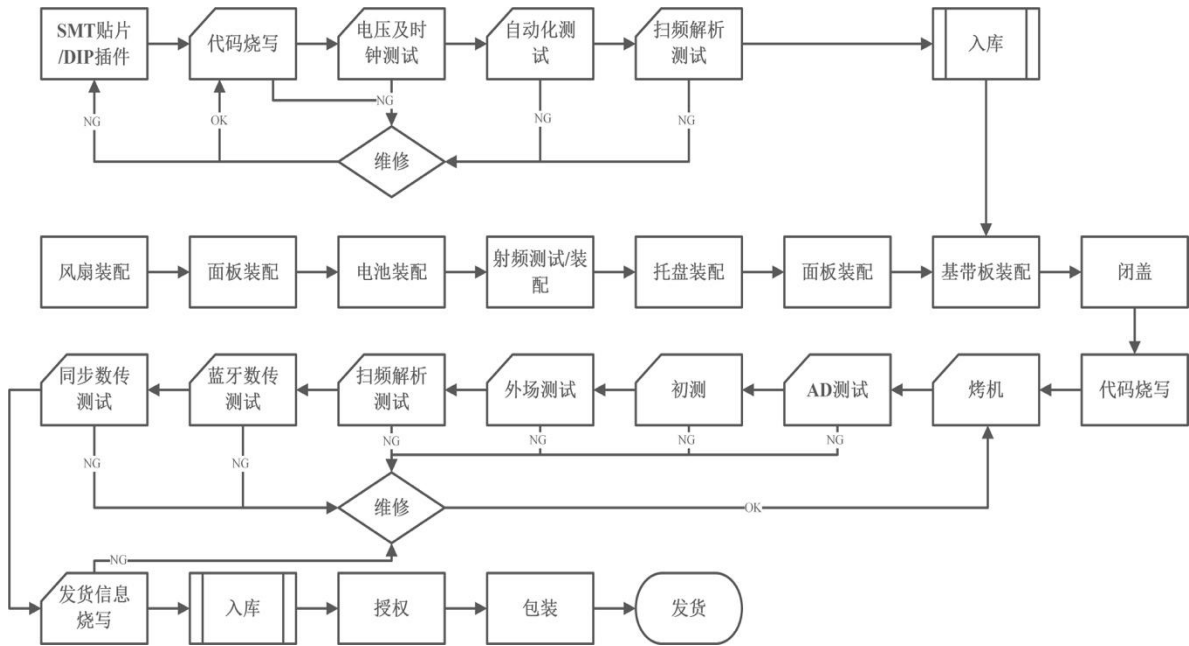 SMT贴片
/DIP插件
代码烧写
电压及时
钟测试
自动化测
试
扫频解析
测试
入库
NG
OK
NG
NG
NG
维修
风扇装配
面板装配
电池装配
射频测试/装
配
托盘装配
面板装配
基带板装配
闭盖
同步数传
测试
蓝牙数传
测试
扫频解析
测试
外场测试
初测
AD测试
烤机
代码烧写
NG
NG
NG
NG
NG
NG
维修
OK
NG
发货信息
烧写
入库
授权
包装
发货